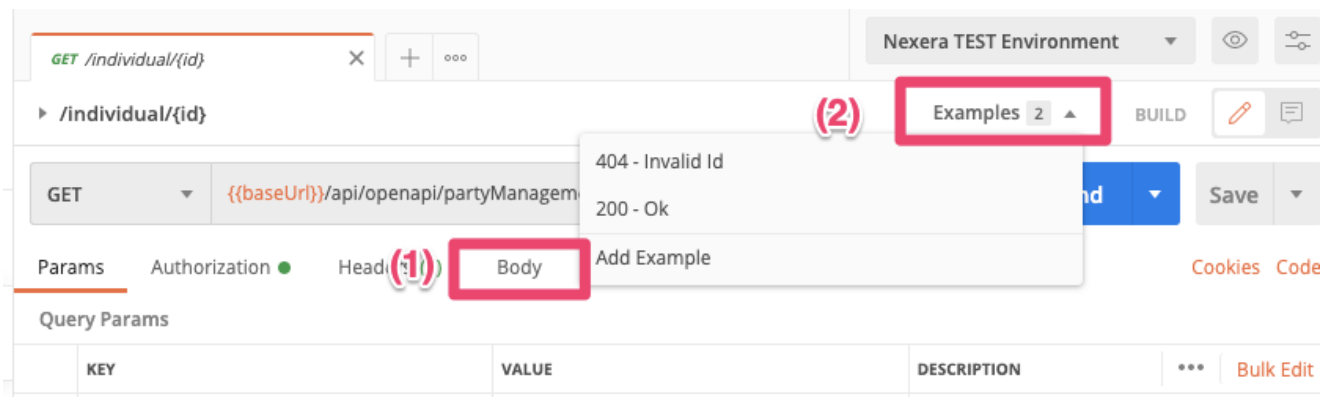 GET /individual/{id}
Nexera TEST Environment
/individual/{id}
(2)
Examples 2
BUILD
404 - Invalid Id
200 - Ok
Add Example
GET
{{baseUrl}}/api/openapi/partyManagem
Save
Params
Authorization
(1)
Body
Cookies Code
Query Params
KEY
VALUE
DESCRIPTION
Bulk Edit